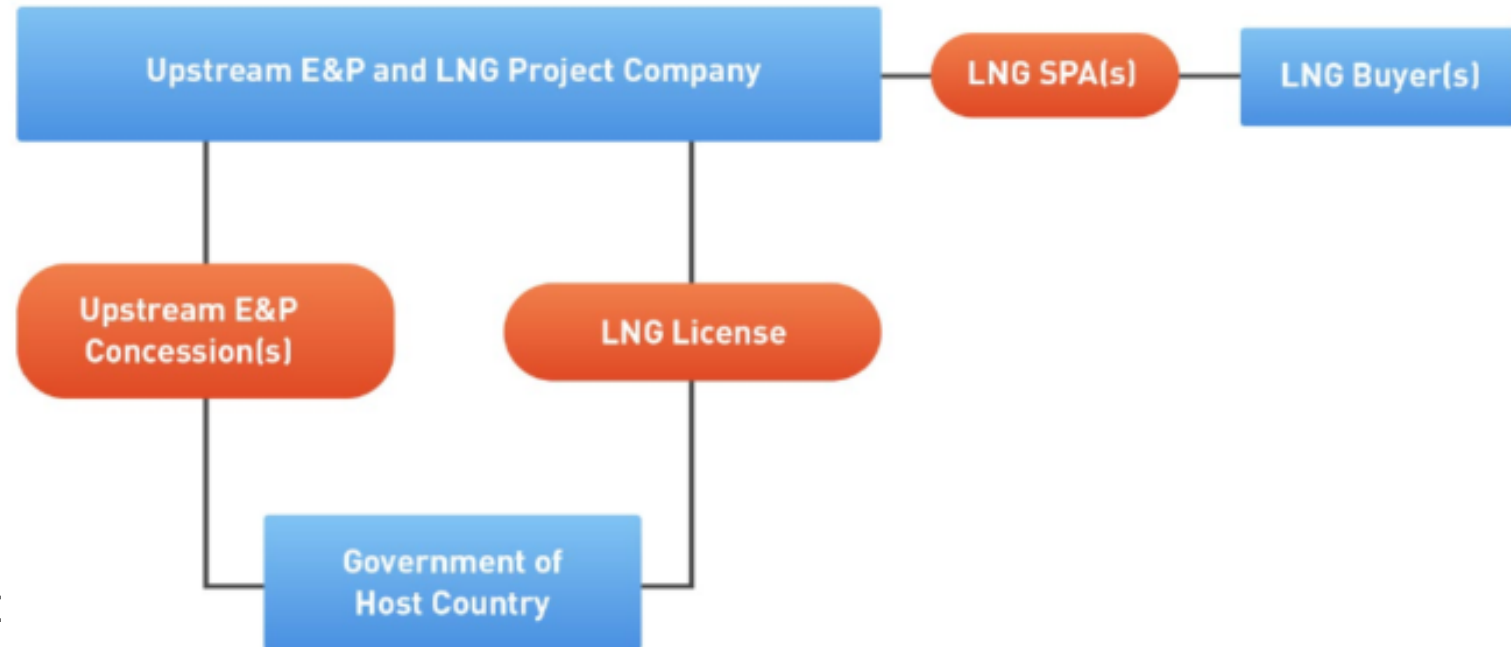 Upstream E&P and LNG Project Company
LNG SPA(s)
LNG Buyer(s)
Upstream E&P
Concession(s)
LNG License
Government of
Host Country